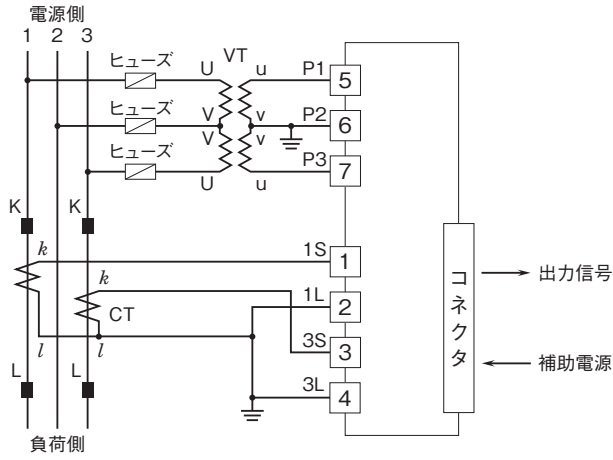 電源側
1 2 3
ヒューズ U VT u P1 5
ヒューズ V v P2 6
ヒューズ V v P3 7
U u
K K
k 1S 1
k 1L 2
CT 3S 3
l l
L L 3L 4
コネクタ
出力信号
補助電源
負荷側